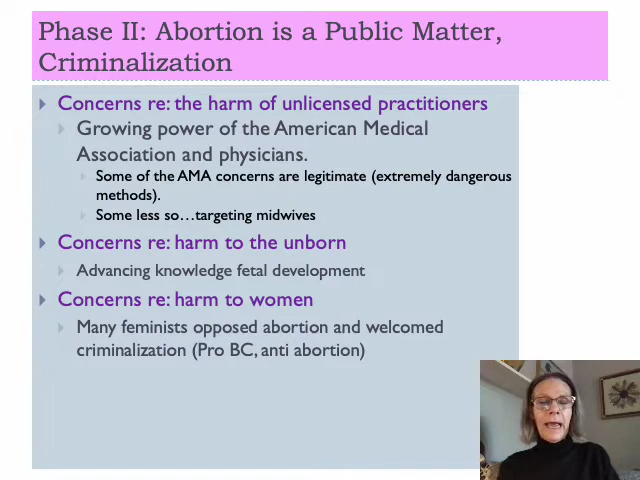 Phase II: Abortion is a Public Matter,
Criminalization
Concerns re: the harm of unlicensed practitioners
Growing power of the American Medical
Association and physicians.
Some of the AMA concerns are legitimate (extremely dangerous
methods).
Some less so…targeting midwives
Concerns re: harm to the unborn
Advancing knowledge fetal development
Concerns re: harm to women
Many feminists opposed abortion and welcomed
criminalization (Pro BC, anti abortion)